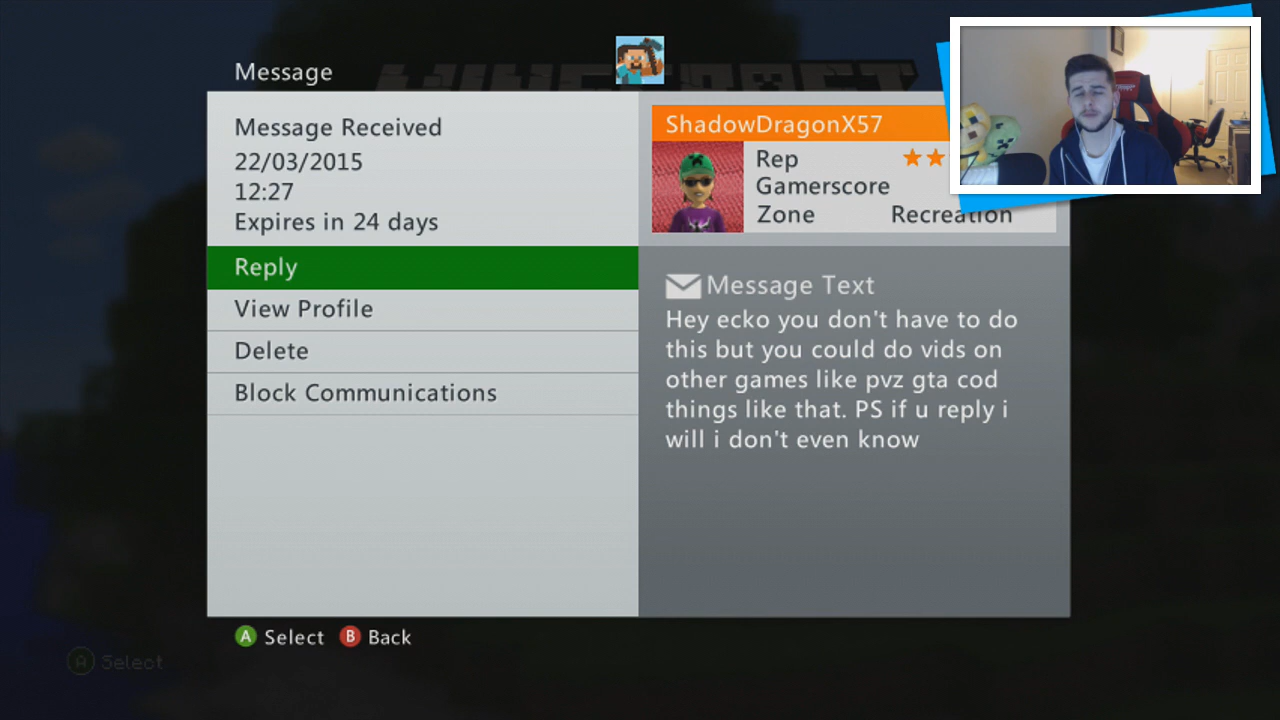 Message
MINECRAFT
Message Received
22/03/2015
12:27
Expires in 24 days
Reply
View Profile
Delete
Block Communications
ShadowDragonX57
Rep
Gamerscore
Zone Recreation
Message Text
Hey ecko you don't have to do
this but you could do vids on
other games like pvz gta cod
things like that. PS if u reply i
will i don't even know
A Select B Back
A Select